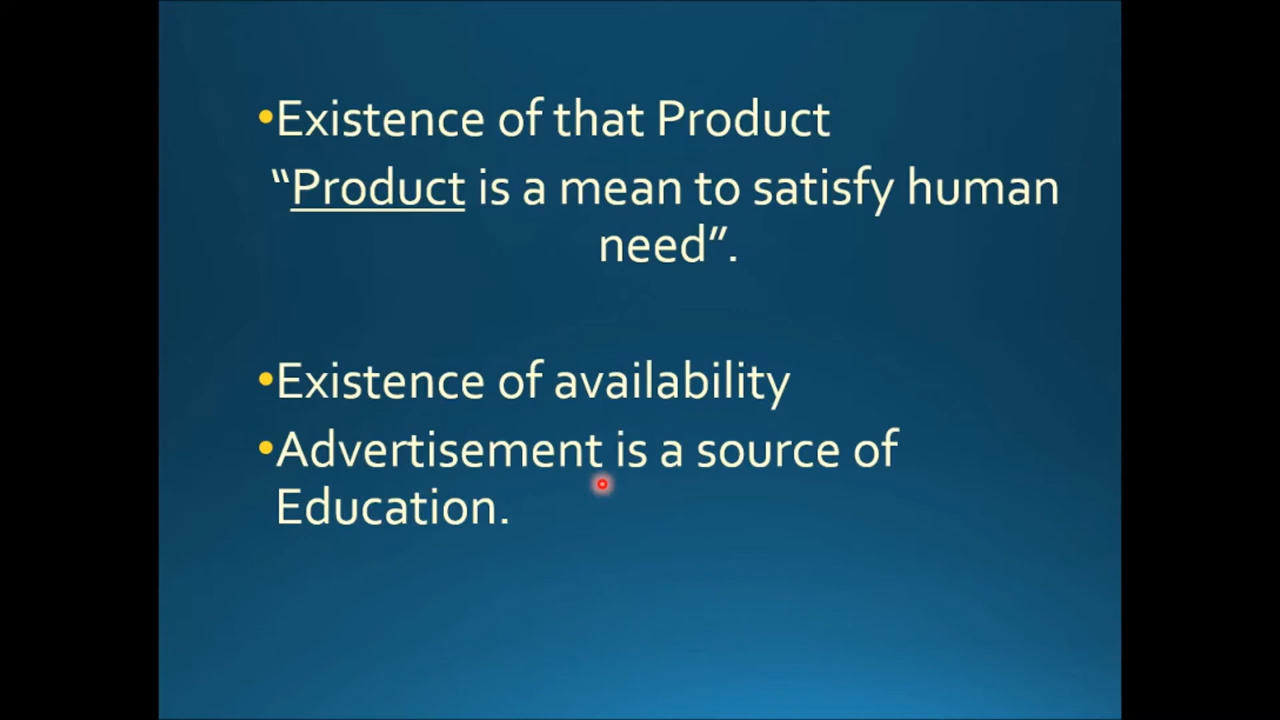 •Existence of that Product
“Product is a mean to satisfy human
need”.
•Existence of availability
•Advertisement is a source of
Education.